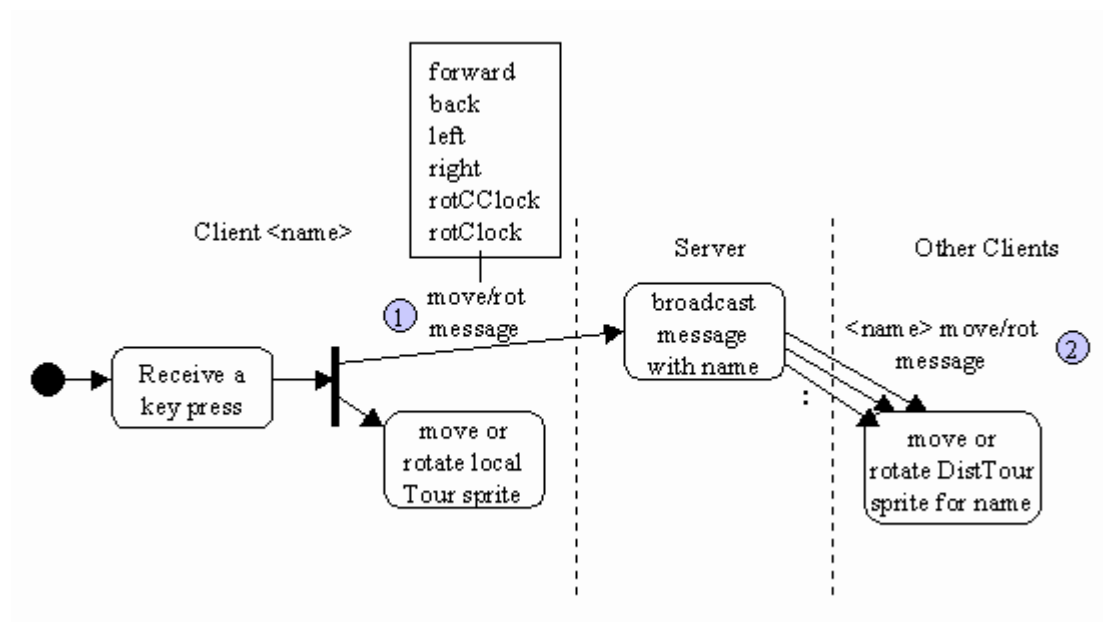 forward
back
left
right
rotCClock
rotClock
Client <name>
Server
Other Clients
1
move/rot
message
broadcast
message
with name
<name> move/rot
message
2
Receive a
key press
:
move or
rotate local
Tour sprite
move or
rotate DistTour
sprite for name